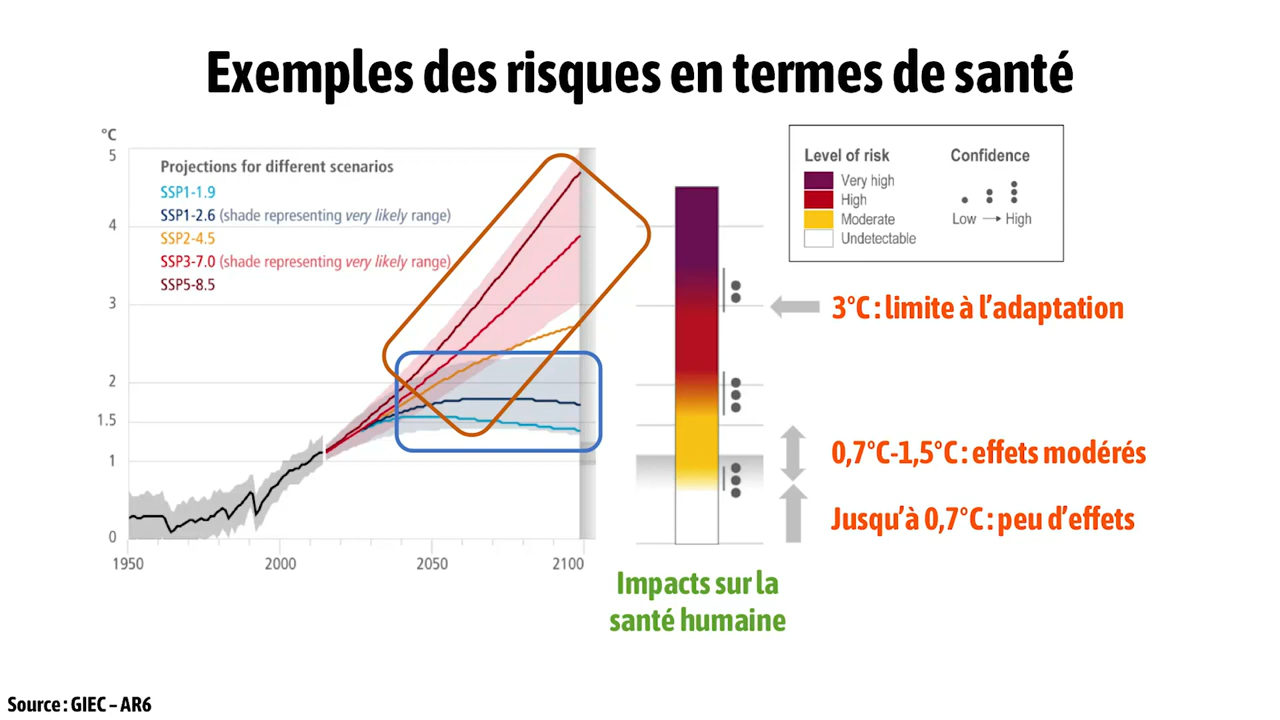 Exemples des risques en termes de santé
°C
5
4
3
2
1.5
1
0
1950
2000
2050
2100
Projections for different scenarios
SSP1-1.9
SSP1-2.6 (shade representing very likely range)
SSP2-4.5
SSP3-7.0 (shade representing very likely range)
SSP5-8.5
Level of risk
Very high
High
Moderate
Undetectable
Confidence
Low → High
3°C : limite à l’adaptation
0,7°C-1,5°C : effets modérés
Jusqu’à 0,7°C : peu d’effets
Impacts sur la
santé humaine
Source : GIEC – AR6